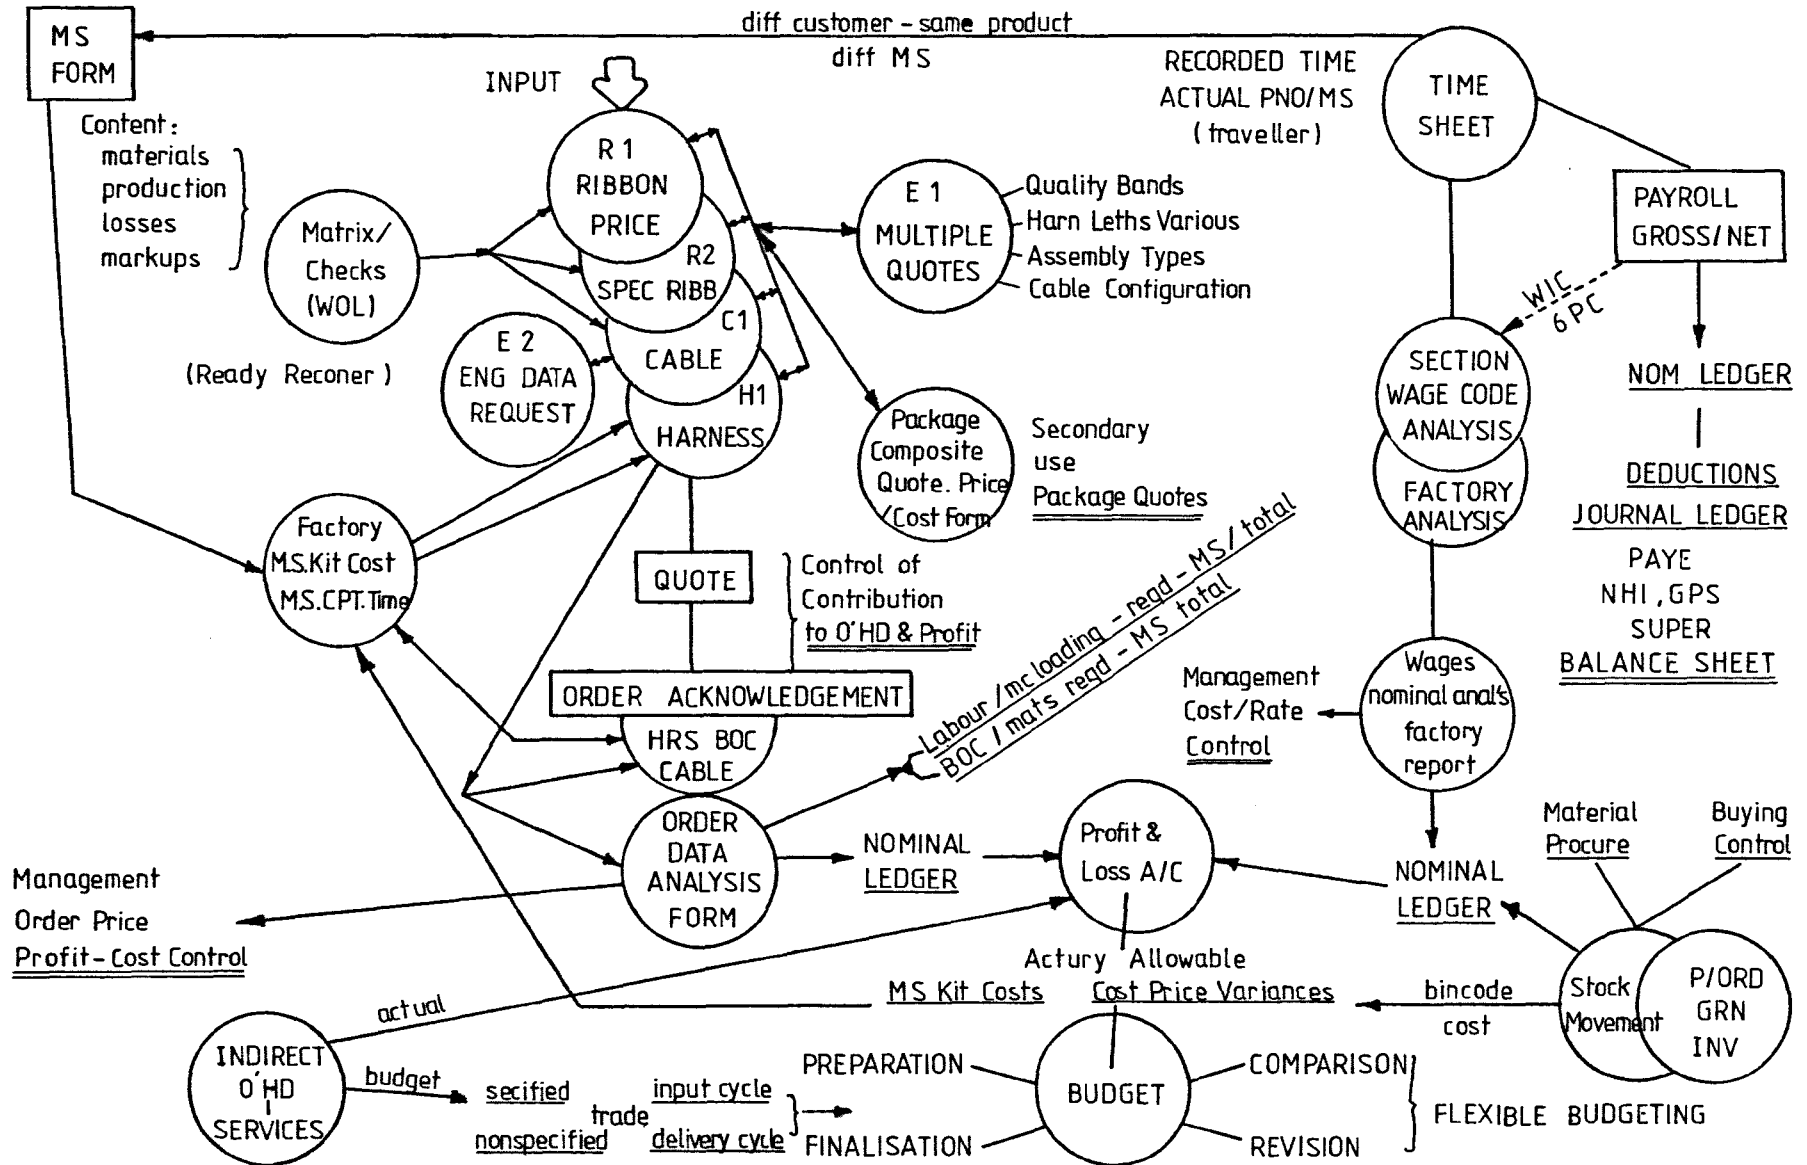 MS
FORM
diff customer - same product
diff MS
INPUT
RECORDED TIME
ACTUAL PNO/MS
(traveller)
TIME
SHEET
Content:
materials
production
losses
markups
Matrix/
Checks
(WOL)
(Ready Reconer)
R1
RIBBON
PRICE
R2
SPEC RIBB
C1
CABLE
H1
HARNESS
E2
ENG DATA
REQUEST
E1
MULTIPLE
QUOTES
Quality Bands
Harn Leths Various
Assembly Types
Cable Configuration
PAYROLL
GROSS/NET
WIC
6PC
SECTION
WAGE CODE
ANALYSIS
FACTORY
ANALYSIS
NOM LEDGER
DEDUCTIONS
JOURNAL LEDGER
PAYE
NHI, GPS
SUPER
BALANCE SHEET
Package
Composite
Quote. Price
/Cost Form
Secondary
use
Package Quotes
Factory
M.S.Kit Cost
M.S.CPT.Time
QUOTE
Control of
Contribution
to O'HD & Profit
ORDER ACKNOWLEDGEMENT
HRS BOC
CABLE
Labour/mc loading - reqd - MS/total
BOC/mats reqd - MS total
Management
Cost/Rate
Control
Wages
nominal anal's
factory
report
ORDER
DATA
ANALYSIS
FORM
NOMINAL
LEDGER
Profit &
Loss A/C
NOMINAL
LEDGER
Material
Procure
Buying
Control
Management
Order Price
Profit-Cost Control
Actury Allowable
MS Kit Costs Cost Price Variances
bincode
cost
Stock
Movement
P/ORD
GRN
INV
actual
INDIRECT
O'HD
SERVICES
budget
secified
nonspecified
trade
input cycle
delivery cycle
PREPARATION
FINALISATION
BUDGET
COMPARISON
REVISION
FLEXIBLE BUDGETING